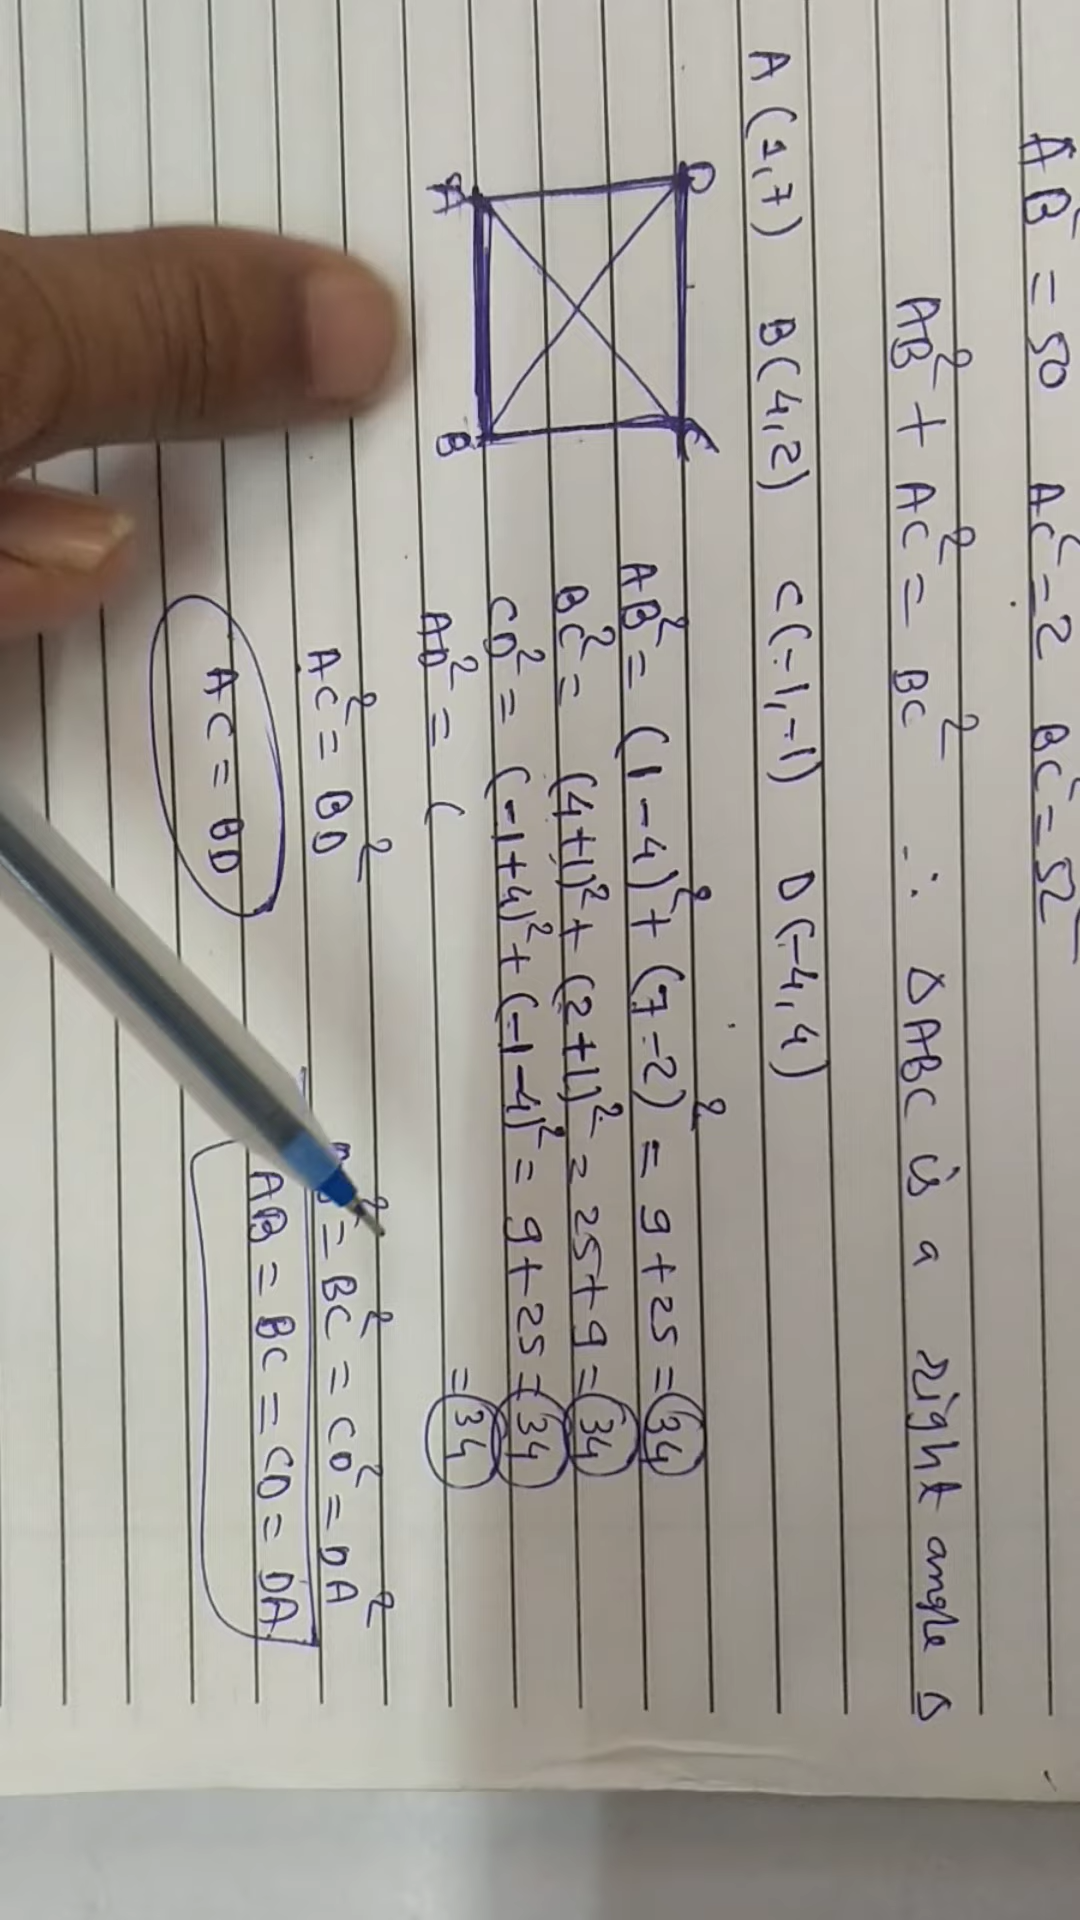 AB² = 50 AC² = 2 BC² = 52
AB² + AC² = BC² ∴ ΔABC is a right angle Δ
A (1,7) B(4,2) C(-1,-1) D(-4,4)
D C
A B
AB² = (1-4)² + (7-2)² = 9+25 = 34
BC² = (4+1)² + (2+1)² = 25+9 = 34
CD² = (-1+4)² + (-1-4)² = 9+25 = 34
AD² = ( = 34
AC² = BD² = BC² = CD² = DA²
AC = BD AB = BC = CD = DA